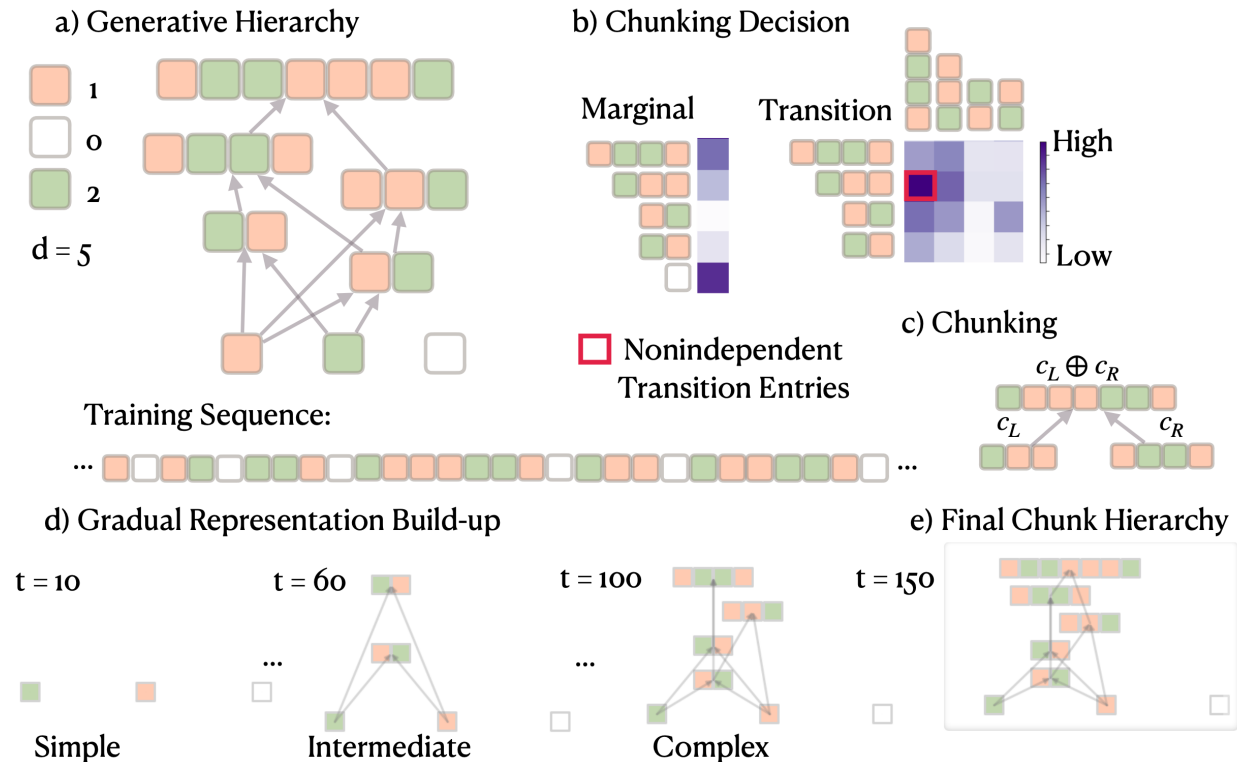 a) Generative Hierarchy
1
0
2
d = 5
Training Sequence:
... ...
b) Chunking Decision
Marginal
Transition
High
Low
Nonindependent
Transition Entries
c) Chunking
c_L ⊕ c_R
c_L
c_R
d) Gradual Representation Build-up
t = 10
t = 60
t = 100
t = 150
...
...
Simple
Intermediate
Complex
e) Final Chunk Hierarchy